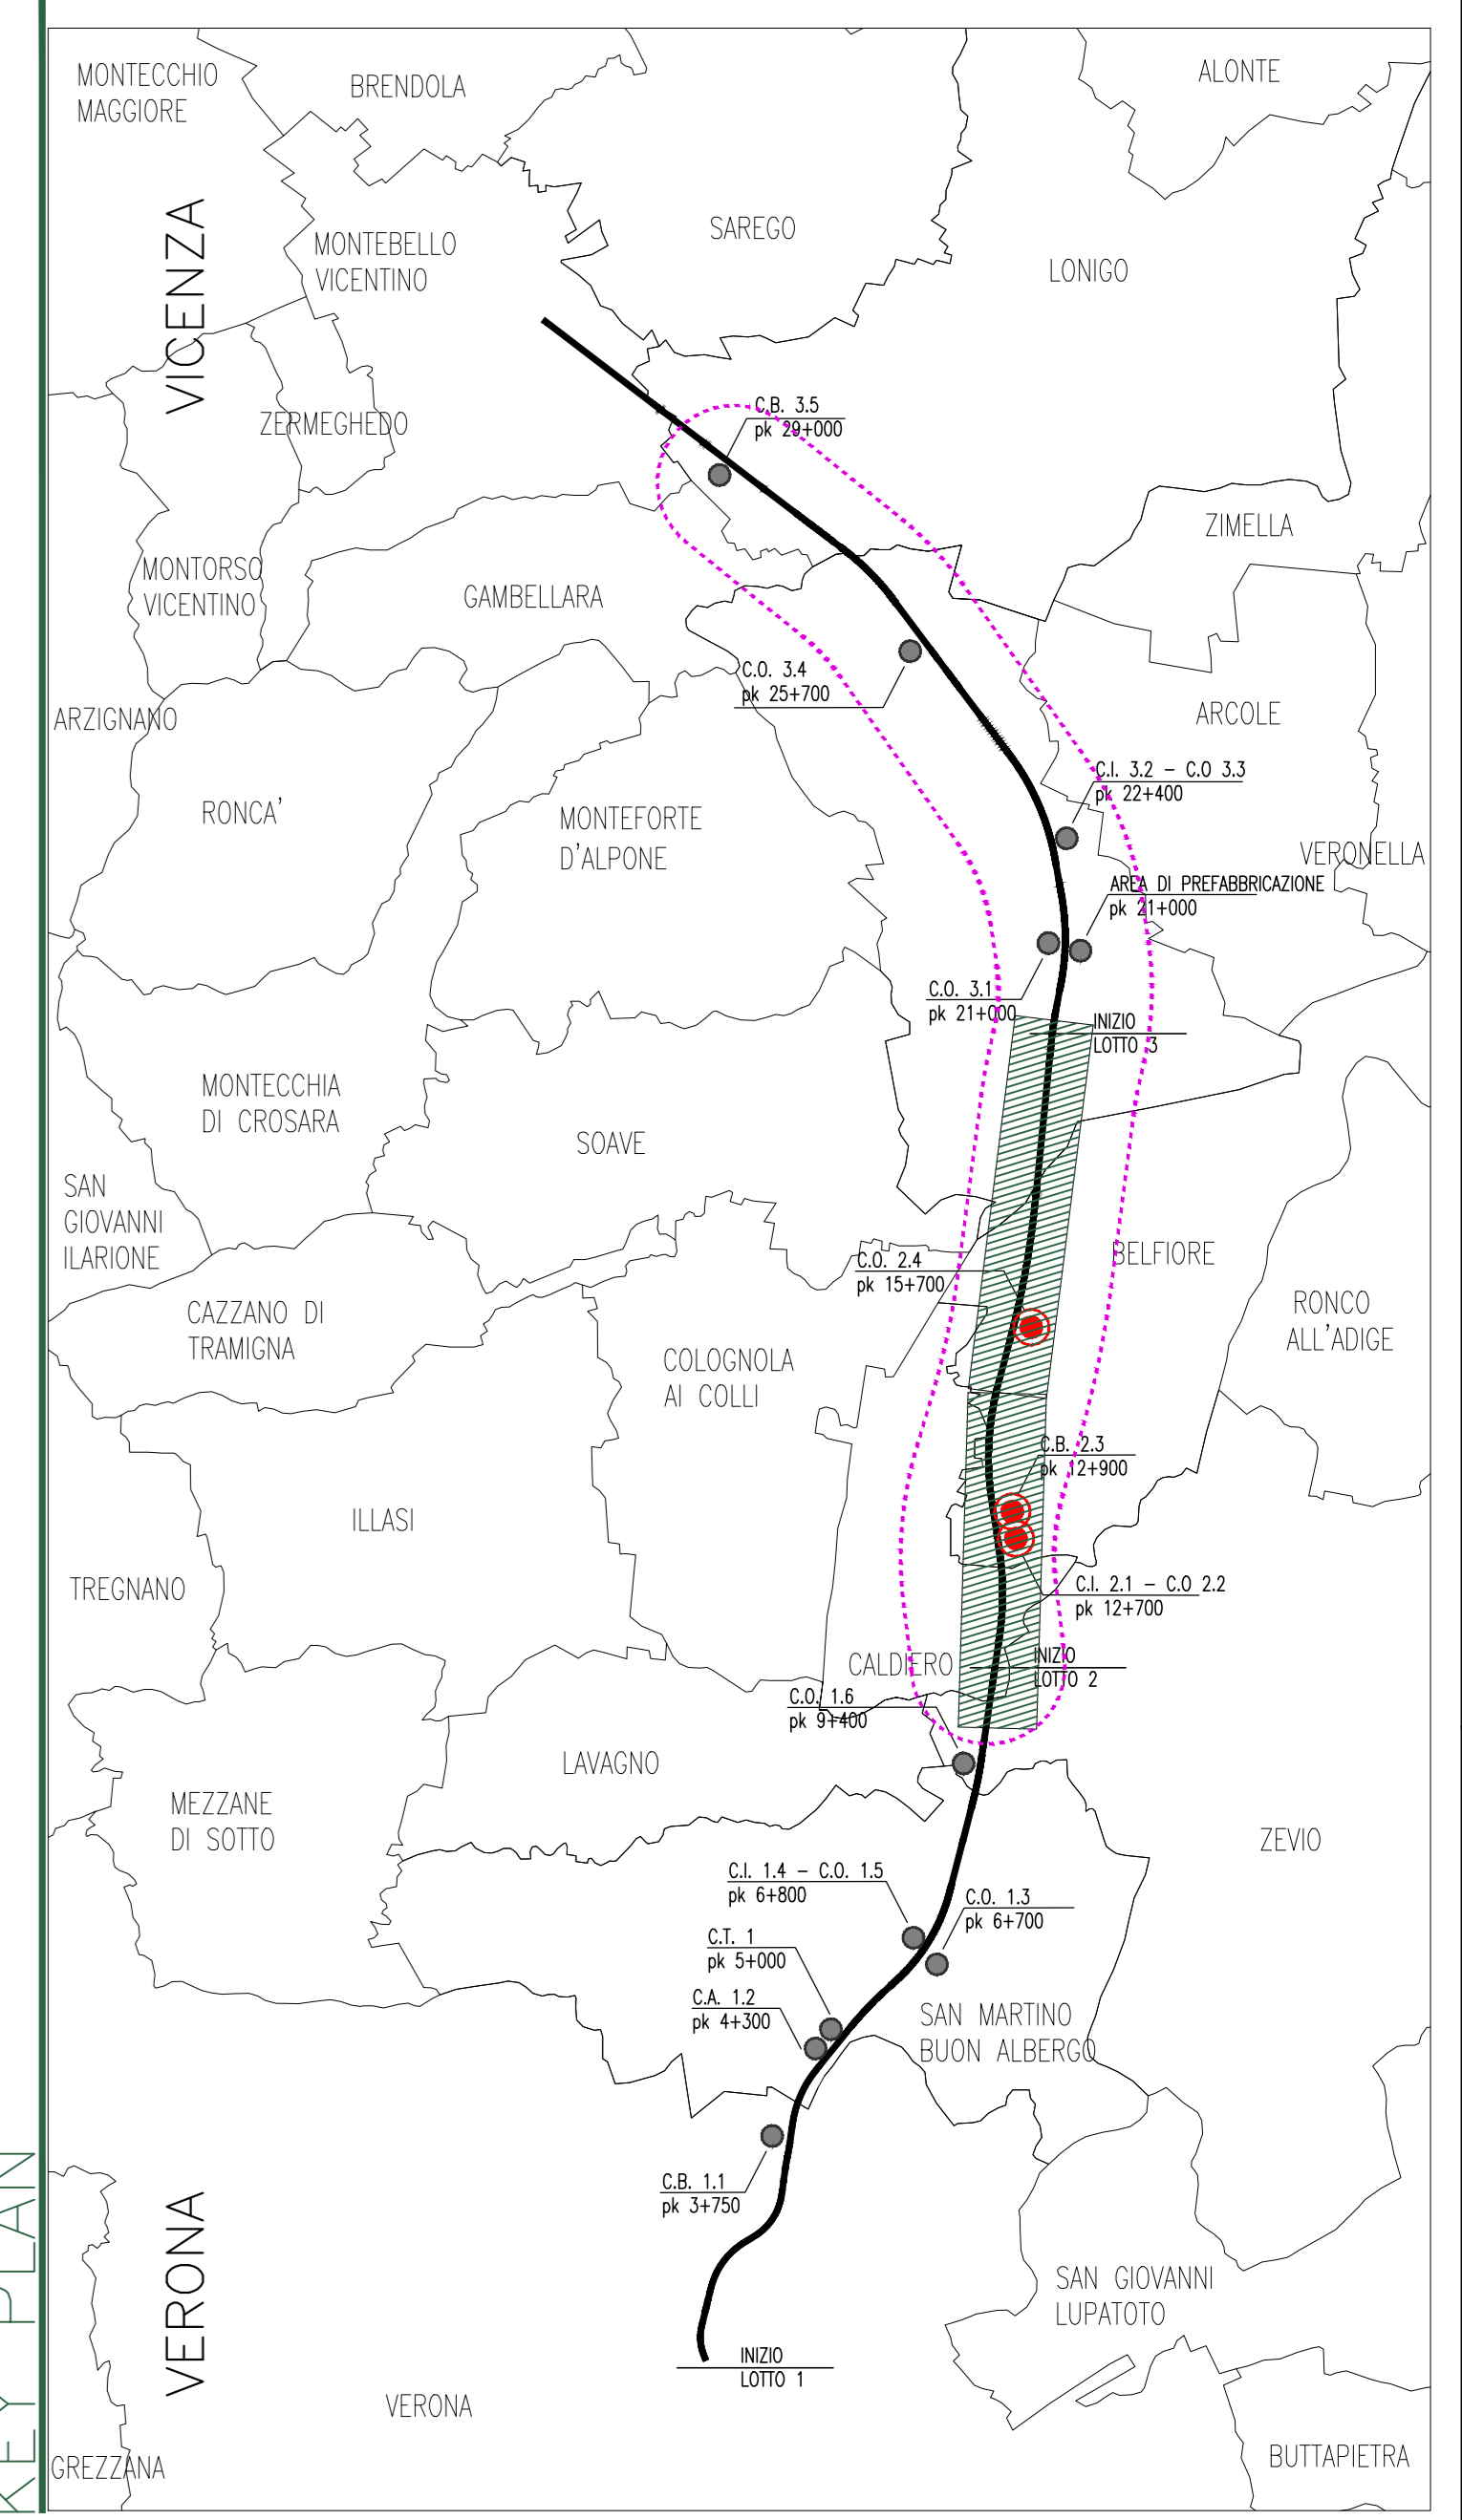 MONTECCHIO
MAGGIORE
BRENDOLA
ALONTE
VICENZA
MONTEBELLO
VICENTINO
SAREGO
LONIGO
C.B. 3.5
pk 29+000
ZERMEGHEDO
ZIMELLA
MONTORSO
VICENTINO
GAMBELLARA
C.O. 3.4
pk 25+700
ARZIGNANO
ARCOLE
C.I. 3.2 - C.O 3.3
pk 22+400
RONCA'
MONTEFORTE
D'ALPONE
VERONELLA
AREA DI PREFABBRICAZIONE
pk 21+000
C.O. 3.1
pk 21+000
INIZIO
LOTTO 3
MONTECCHIA
DI CROSARA
SOAVE
SAN
GIOVANNI
ILARIONE
C.O. 2.4
pk 15+700
BELFIORE
CAZZANO DI
TRAMIGNA
RONCO
ALL'ADIGE
COLOGNOLA
AI COLLI
C.B. 2.3
pk 12+900
ILLASI
TREGNANO
C.I. 2.1 - C.O 2.2
pk 12+700
CALDIERO
INIZIO
LOTTO 2
C.O. 1.6
pk 9+400
LAVAGNO
MEZZANE
DI SOTTO
ZEVIO
C.I. 1.4 - C.O. 1.5
pk 6+800
C.O. 1.3
pk 6+700
C.T. 1
pk 5+000
C.A. 1.2
pk 4+300
SAN MARTINO
BUON ALBERGO
C.B. 1.1
pk 3+750
KEY PLAN
VERONA
SAN GIOVANNI
LUPATOTO
INIZIO
LOTTO 1
VERONA
GREZZANA
BUTTAPIETRA